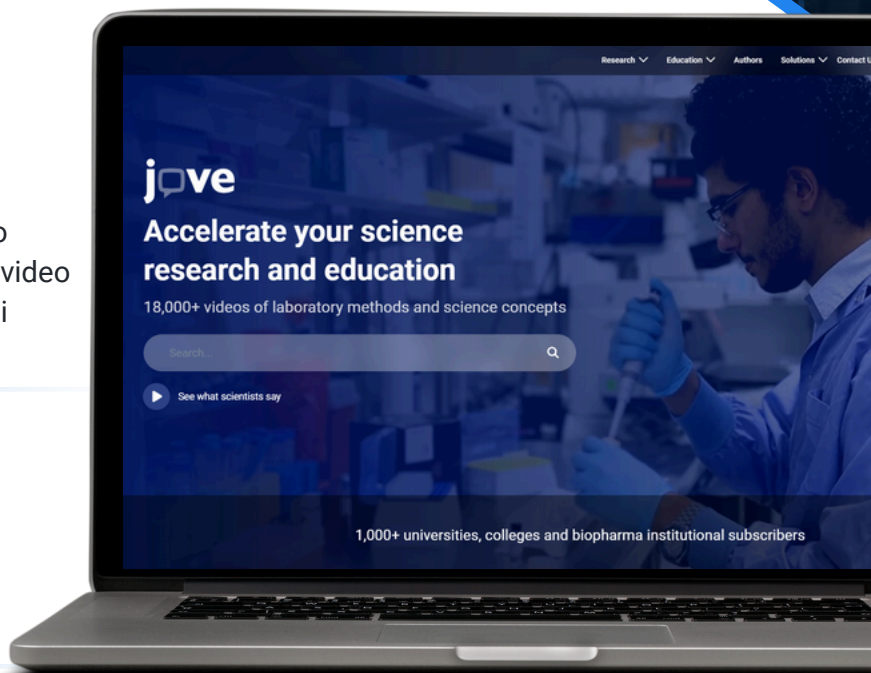 Research Education Authors Solutions Contact U
jove
Accelerate your science
research and education
18,000+ videos of laboratory methods and science concepts
Search...
See what scientists say
1,000+ universities, colleges and biopharma institutional subscribers
o
video
i